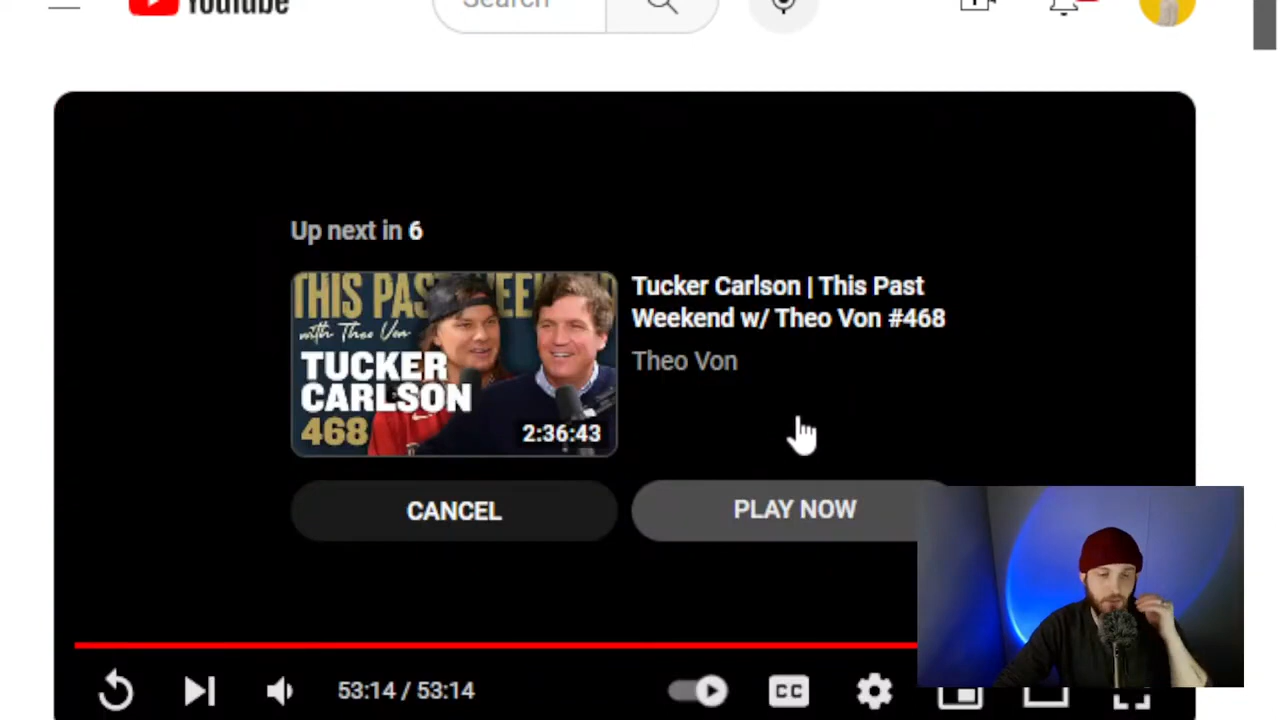 YouTube
Search
Up next in 6
THIS PAST WEEKEND
with Theo Von
TUCKER
CARLSON
468
2:36:43
Tucker Carlson | This Past
Weekend w/ Theo Von #468
Theo Von
CANCEL
PLAY NOW
53:14 / 53:14
CC